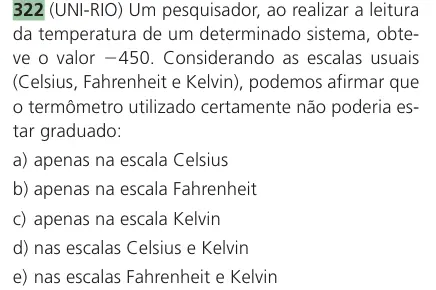 322 (UNI-RIO) Um pesquisador, ao realizar a leitura
da temperatura de um determinado sistema, obte-
ve o valor −450. Considerando as escalas usuais
(Celsius, Fahrenheit e Kelvin), podemos afirmar que
o termômetro utilizado certamente não poderia es-
tar graduado:
a) apenas na escala Celsius
b) apenas na escala Fahrenheit
c) apenas na escala Kelvin
d) nas escalas Celsius e Kelvin
e) nas escalas Fahrenheit e Kelvin